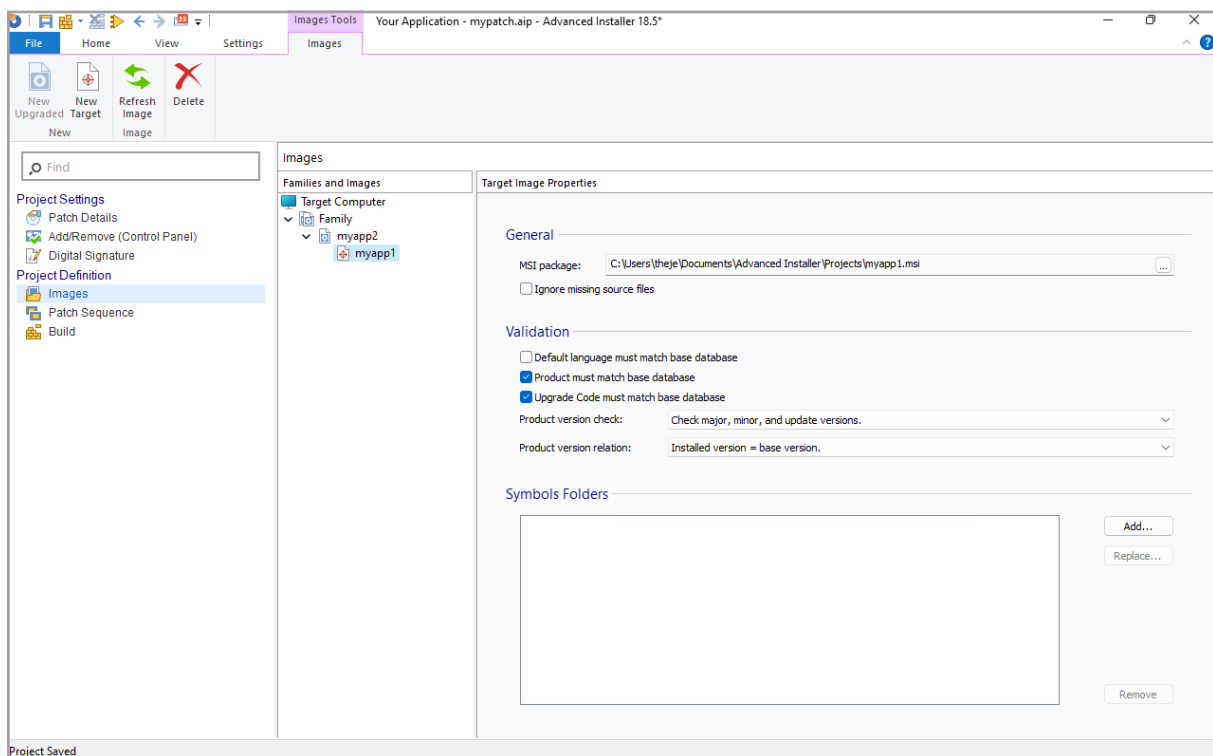 Images Tools
Your Application - mypatch.aip - Advanced Installer 18.5*
File
Home
View
Settings
Images
New Upgraded
New Target
Refresh Image
Delete
New
Image
Find
Project Settings
Patch Details
Add/Remove (Control Panel)
Digital Signature
Project Definition
Images
Patch Sequence
Build
Images
Families and Images
Target Computer
Family
myapp2
myapp1
Target Image Properties
General
MSI package:
C:\Users\theje\Documents\Advanced Installer\Projects\myapp1.msi
...
Ignore missing source files
Validation
Default language must match base database
Product must match base database
Upgrade Code must match base database
Product version check:
Check major, minor, and update versions.
Product version relation:
Installed version = base version.
Symbols Folders
Add...
Replace...
Remove
Project Saved